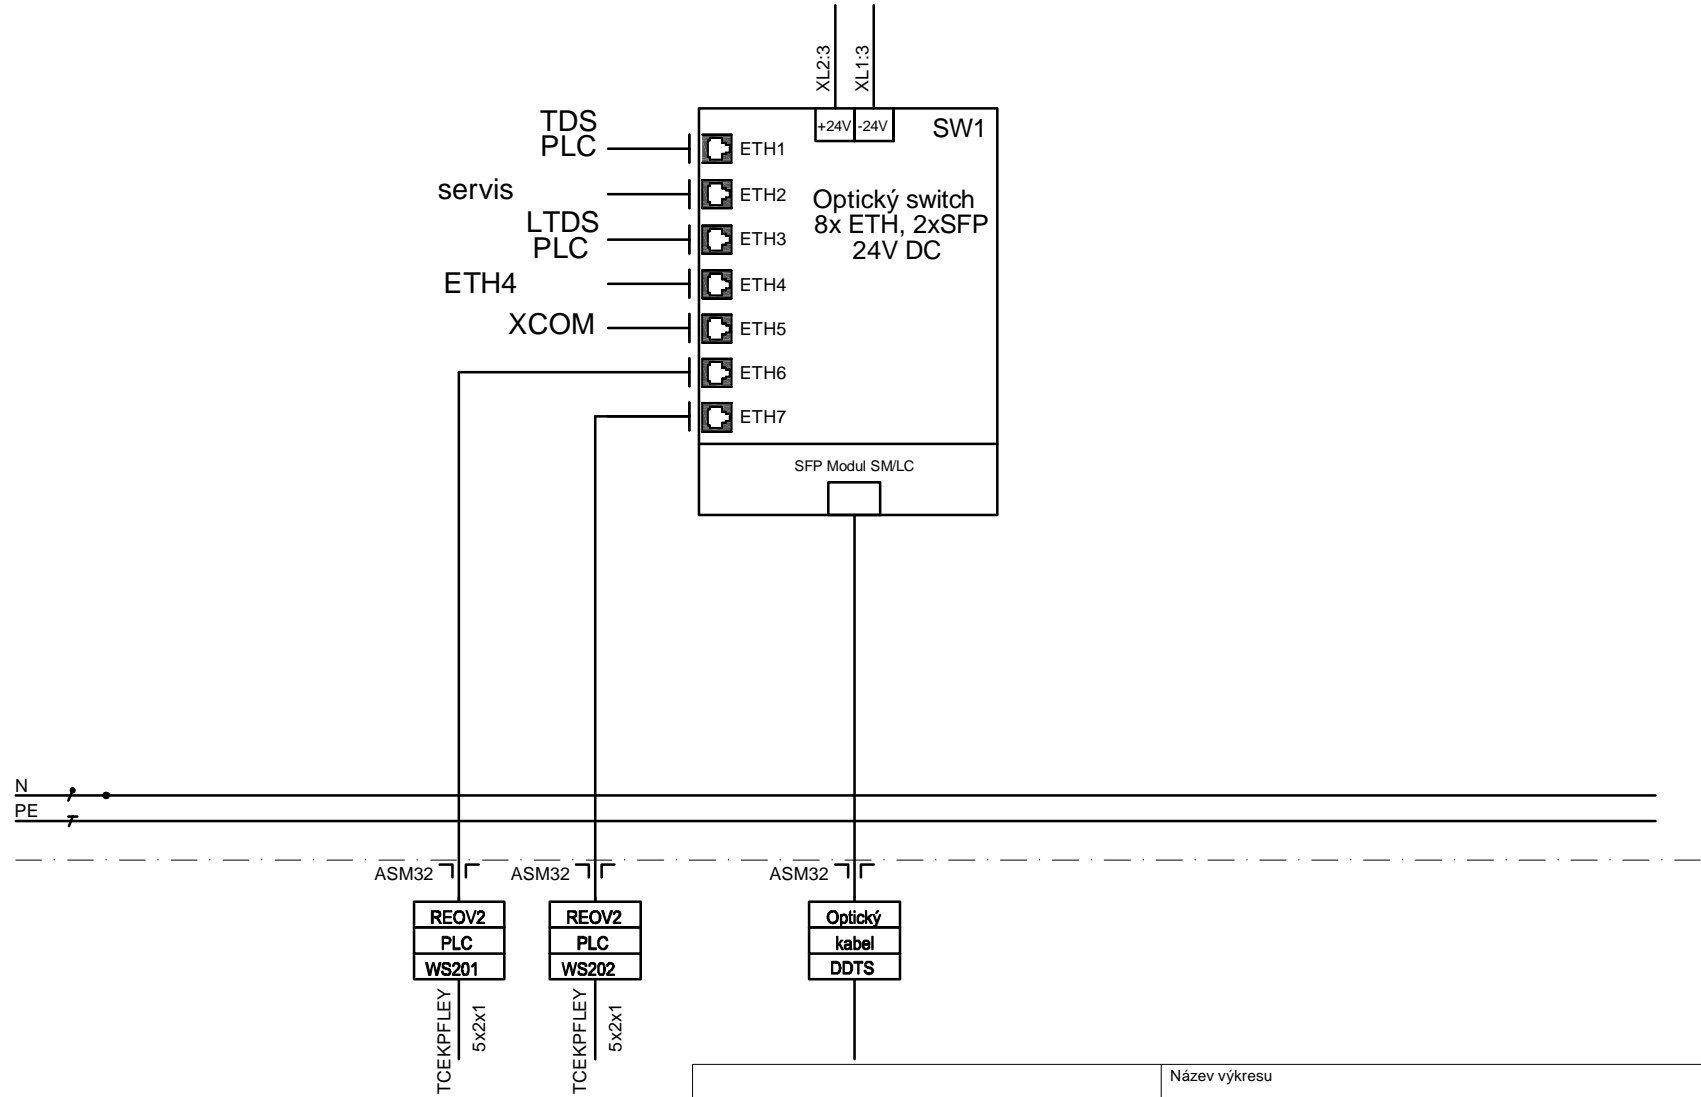 XL2:3
XL1:3
+24V
-24V
SW1
TDS
PLC
ETH1
servis
ETH2
Optický switch
8x ETH, 2xSFP
24V DC
LTDS
PLC
ETH3
ETH4
ETH4
XCOM
ETH5
ETH6
ETH7
SFP Modul SM/LC
N
PE
ASM32
ASM32
ASM32
REOV2
PLC
WS201
REOV2
PLC
WS202
Optický
kabel
DDTS
TCEKPFLEY
5x2x1
TCEKPFLEY
5x2x1
Název výkresu